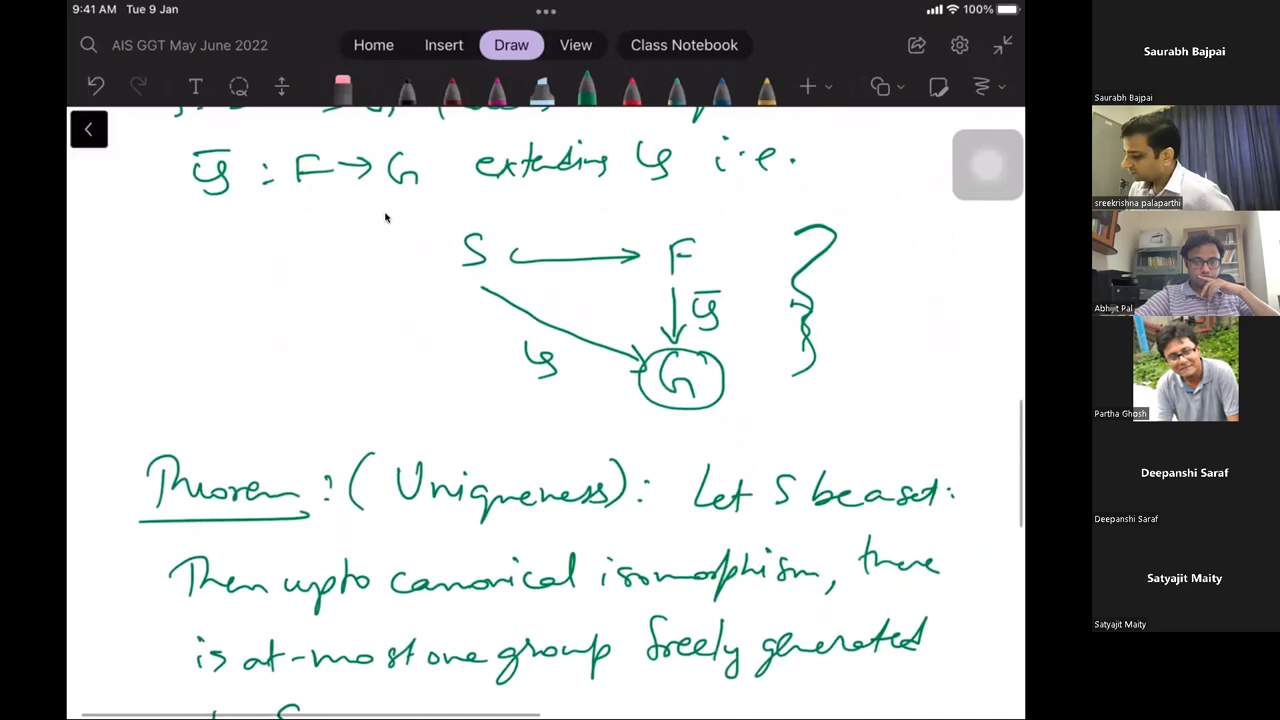 9:41 AM Tue 9 Jan
100%
AIS GGT May June 2022
Home Insert Draw View Class Notebook
φ̅ : F → G extending φ i.e.
S F
φ̅
φ
G
Theorem : (Uniqueness) : Let S be a set.
Then upto canonical isomorphism, there
is at-most one group freely generated
Saurabh Bajpai
Saurabh Bajpai
sreekrishna palaparthi
Abhijit Pal
Partha Ghosh
Deepanshi Saraf
Deepanshi Saraf
Satyajit Maity
Satyajit Maity